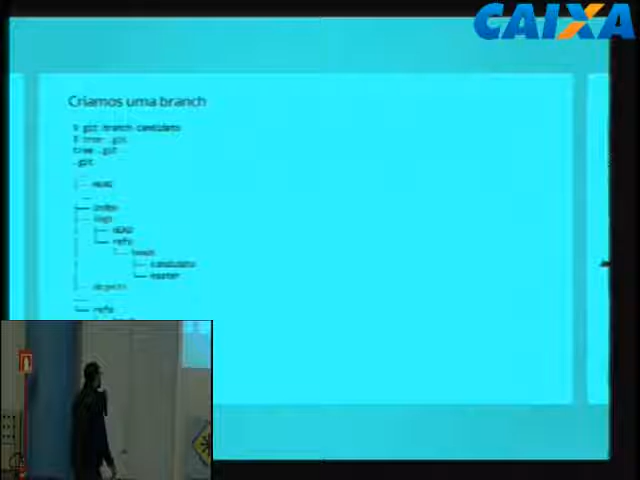 CAIXA
Criamos uma branch
$ git branch candidato
$ tree .git
tree .git
.git
├── HEAD
├── index
├── logs
│   ├── HEAD
│   └── refs
│       └── heads
│           ├── candidato
│           └── master
├── objects
└── refs